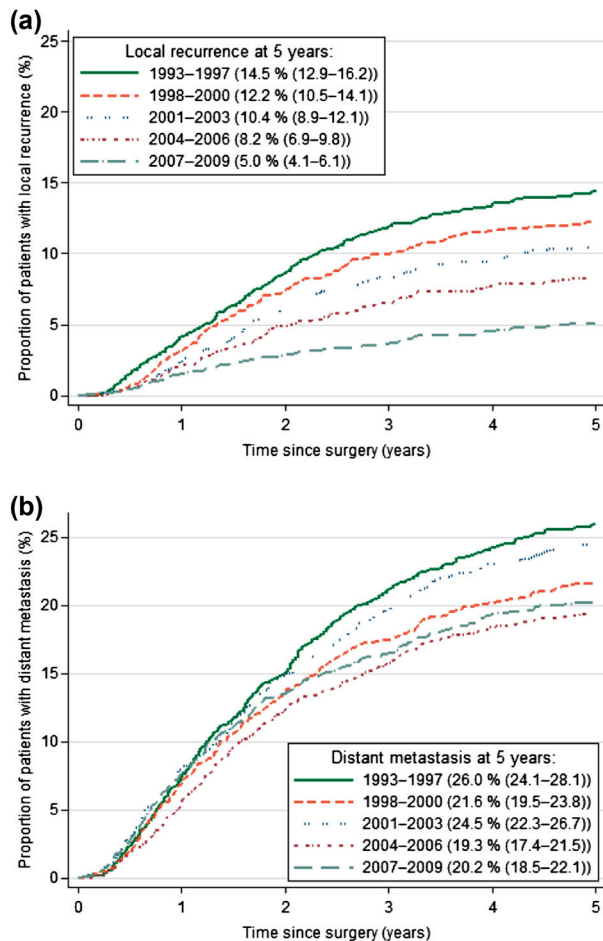 (a)
Proportion of patients with local recurrence (%)
25
20
15
10
5
0
Local recurrence at 5 years:
1993–1997 (14.5 % (12.9–16.2))
1998–2000 (12.2 % (10.5–14.1))
2001–2003 (10.4 % (8.9–12.1))
2004–2006 (8.2 % (6.9–9.8))
2007–2009 (5.0 % (4.1–6.1))
0 1 2 3 4 5
Time since surgery (years)
(b)
Proportion of patients with distant metastasis (%)
25
20
15
10
5
0
Distant metastasis at 5 years:
1993–1997 (26.0 % (24.1–28.1))
1998–2000 (21.6 % (19.5–23.8))
2001–2003 (24.5 % (22.3–26.7))
2004–2006 (19.3 % (17.4–21.5))
2007–2009 (20.2 % (18.5–22.1))
0 1 2 3 4 5
Time since surgery (years)